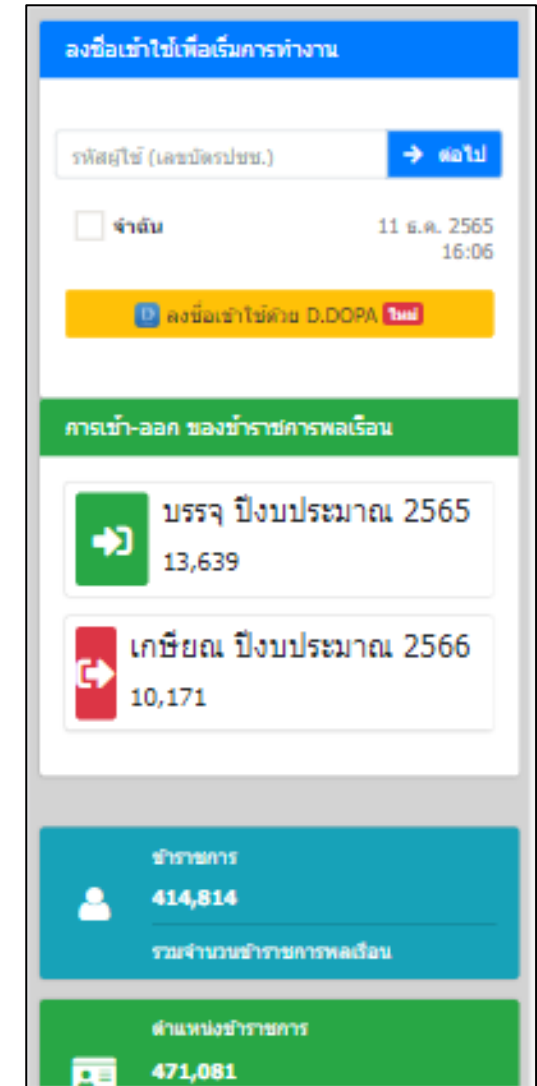 ลงชื่อเข้าใช้เพื่อเริ่มการทำงาน
รหัสผู้ใช้ (เลขบัตรปชช.)
ต่อไป
จำฉัน
11 ธ.ค. 2565
16:06
D ลงชื่อเข้าใช้ด้วย D.DOPA ใหม่
การเข้า-ออก ของข้าราชการพลเรือน
บรรจุ ปีงบประมาณ 2565
13,639
เกษียณ ปีงบประมาณ 2566
10,171
ข้าราชการ
414,814
รวมจำนวนข้าราชการพลเรือน
ตำแหน่งข้าราชการ
471,081